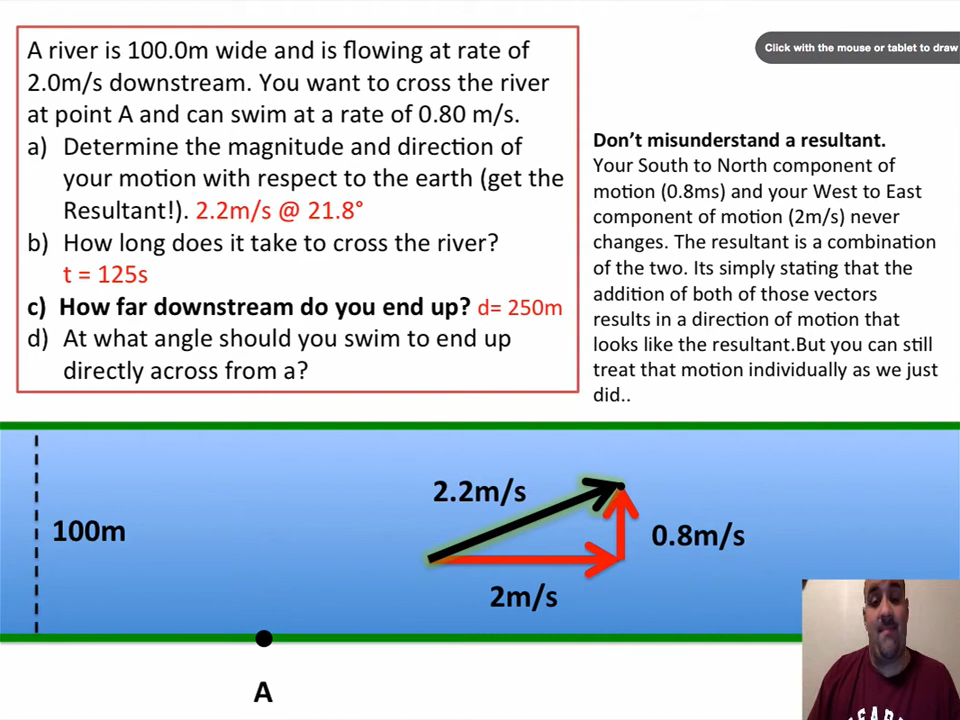 A river is 100.0m wide and is flowing at rate of
2.0m/s downstream. You want to cross the river
at point A and can swim at a rate of 0.80 m/s.
a) Determine the magnitude and direction of
your motion with respect to the earth (get the
Resultant!). 2.2m/s @ 21.8°
b) How long does it take to cross the river?
t = 125s
c) How far downstream do you end up? d= 250m
d) At what angle should you swim to end up
directly across from a?
Click with the mouse or tablet to draw
Don't misunderstand a resultant.
Your South to North component of
motion (0.8ms) and your West to East
component of motion (2m/s) never
changes. The resultant is a combination
of the two. Its simply stating that the
addition of both of those vectors
results in a direction of motion that
looks like the resultant.But you can still
treat that motion individually as we just
did..
2.2m/s
100m
0.8m/s
2m/s
A